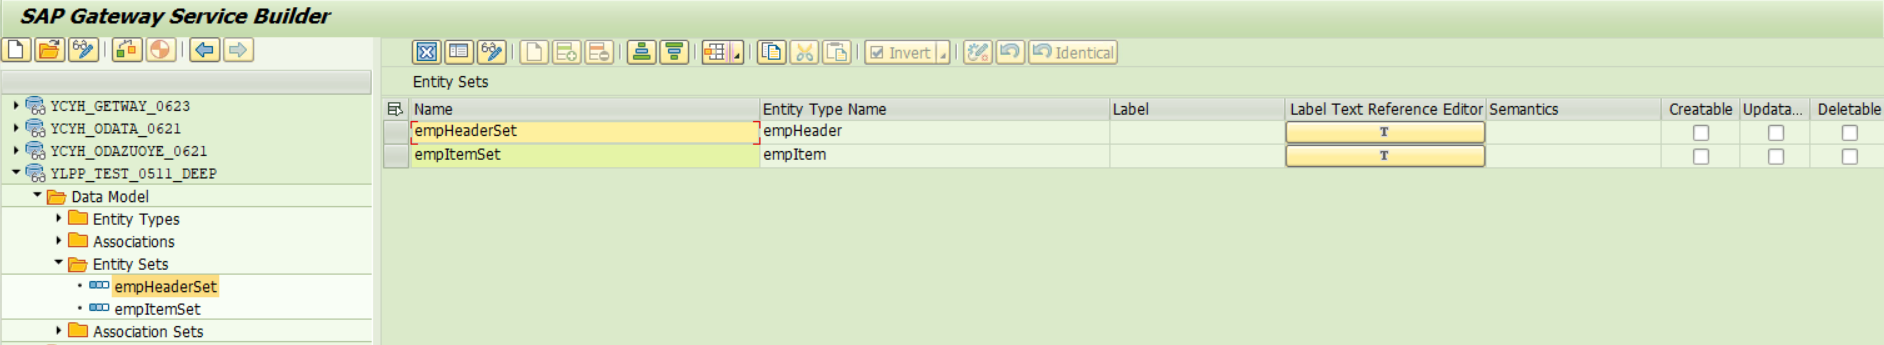 SAP Gateway Service Builder
Invert
Identical
Entity Sets
Name Entity Type Name Label Label Text Reference Editor Semantics Creatable Updata... Deletable
empHeaderSet empHeader T
empItemSet empItem T
YCYH_GETWAY_0623
YCYH_ODATA_0621
YCYH_ODAZUOYE_0621
YLPP_TEST_0511_DEEP
Data Model
Entity Types
Associations
Entity Sets
empHeaderSet
empItemSet
Association Sets